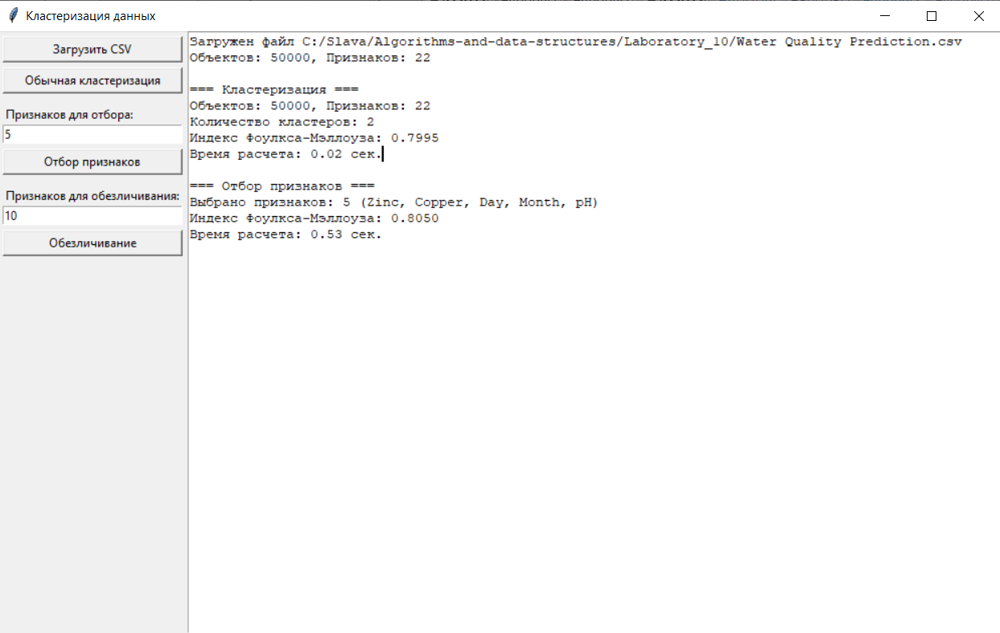 Кластеризация данных
Загрузить CSV
Обычная кластеризация
Признаков для отбора:
5
Отбор признаков
Признаков для обезличивания:
10
Обезличивание
Загружен файл C:/Slava/Algorithms-and-data-structures/Laboratory_10/Water Quality Prediction.csv
Объектов: 50000, Признаков: 22
=== Кластеризация ===
Объектов: 50000, Признаков: 22
Количество кластеров: 2
Индекс Фоулкса-Мэллоуза: 0.7995
Время расчета: 0.02 сек.
=== Отбор признаков ===
Выбрано признаков: 5 (Zinc, Copper, Day, Month, pH)
Индекс Фоулкса-Мэллоуза: 0.8050
Время расчета: 0.53 сек.